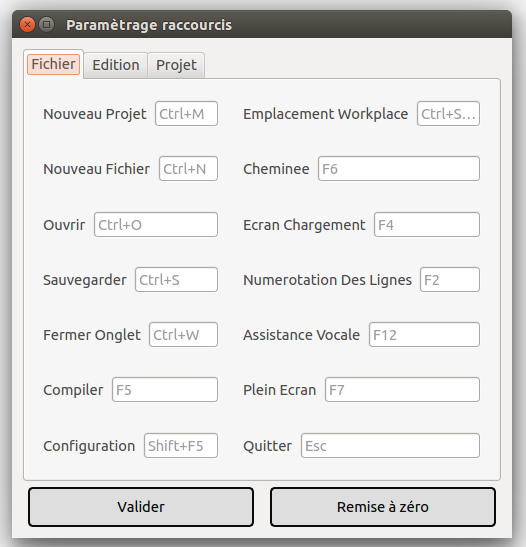 Paramètrage raccourcis
Fichier Edition Projet
Nouveau Projet Ctrl+M Emplacement Workplace Ctrl+S...
Nouveau Fichier Ctrl+N Cheminee F6
Ouvrir Ctrl+O Ecran Chargement F4
Sauvegarder Ctrl+S Numerotation Des Lignes F2
Fermer Onglet Ctrl+W Assistance Vocale F12
Compiler F5 Plein Ecran F7
Configuration Shift+F5 Quitter Esc
Valider Remise à zéro